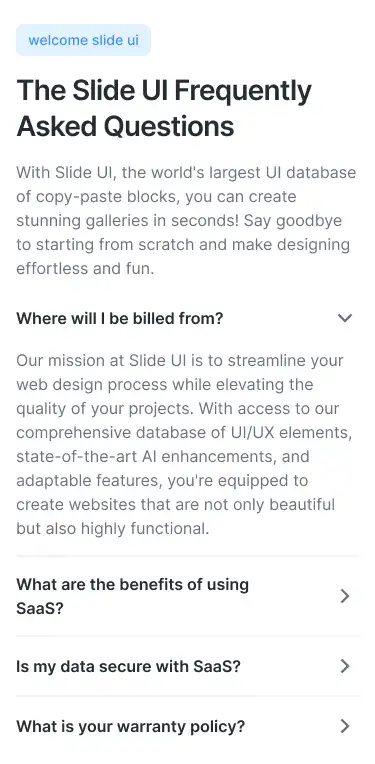 welcome slide ui
The Slide UI Frequently
Asked Questions
With Slide UI, the world's largest UI database
of copy-paste blocks, you can create
stunning galleries in seconds! Say goodbye
to starting from scratch and make designing
effortless and fun.
Where will I be billed from?
Our mission at Slide UI is to streamline your
web design process while elevating the
quality of your projects. With access to our
comprehensive database of UI/UX elements,
state-of-the-art AI enhancements, and
adaptable features, you're equipped to
create websites that are not only beautiful
but also highly functional.
What are the benefits of using
SaaS?
Is my data secure with SaaS?
What is your warranty policy?